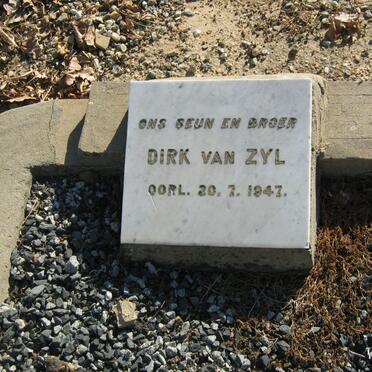 ONS SEUN EN BROER
DIRK VAN ZYL
OORL. 20. 7. 1947.